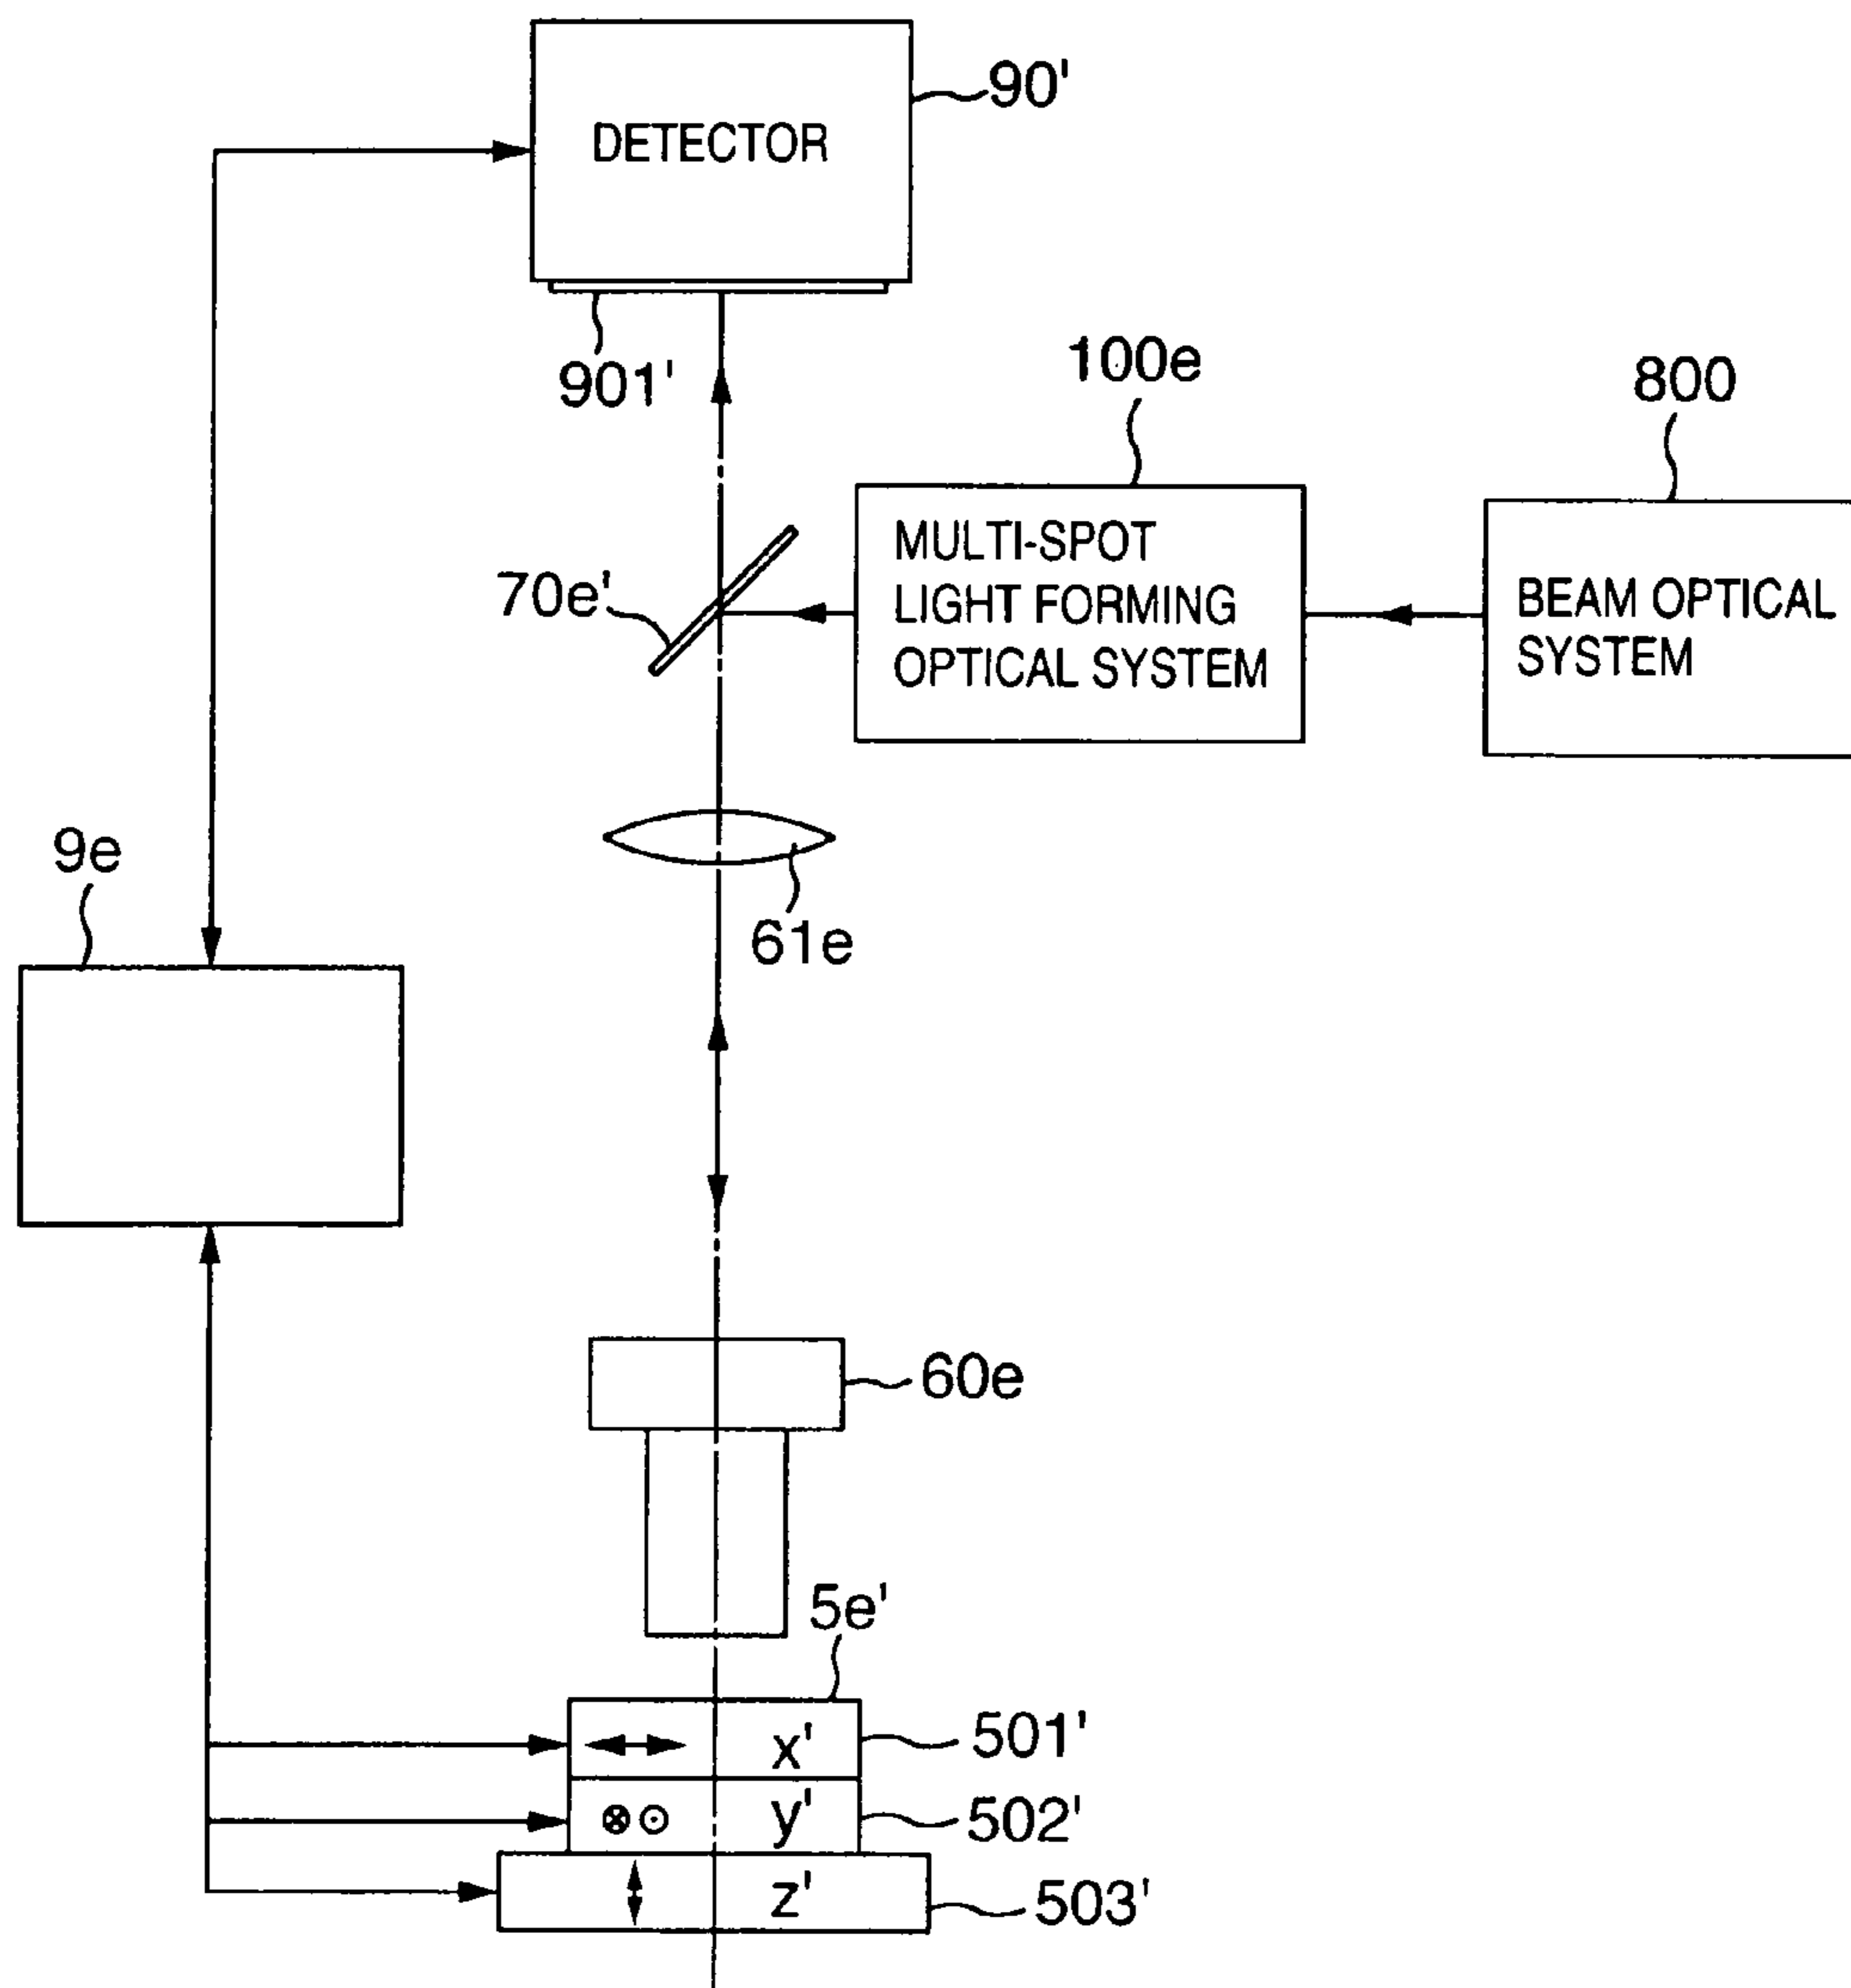 90'
DETECTOR
901'
100e
800
MULTI-SPOT
LIGHT FORMING
OPTICAL SYSTEM
BEAM OPTICAL
SYSTEM
70e'
9e
61e
60e
5e'
x'
501'
y'
502'
z'
503'